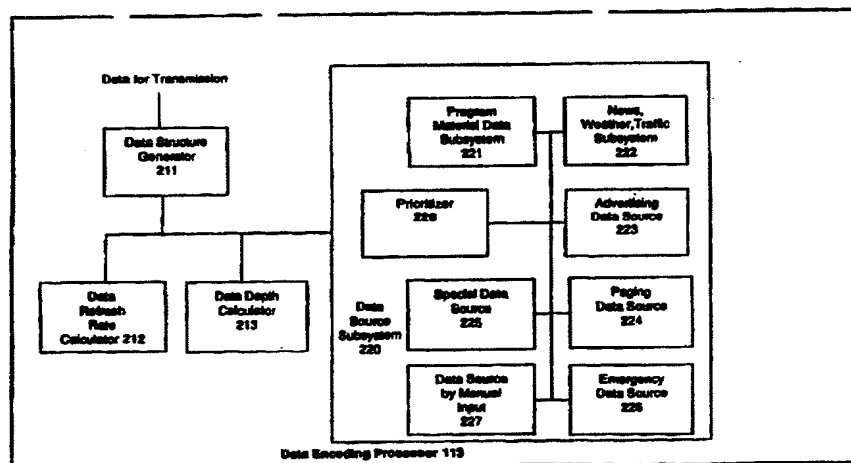 Data for Transmission
Data Structure
Generator
211
Data
Refresh
Rate
Calculator 212
Data Depth
Calculator
213
Program
Material Data
Subsystem
221
News,
Weather,Traffic
Subsystem
222
Prioritizer
Advertising
Data Source
223
Data
Source
Subsystem
220
Special Data
Source
225
Paging
Data Source
224
Data Source
by Manual
Input
227
Emergency
Data Source
226
Data Encoding Processor 113